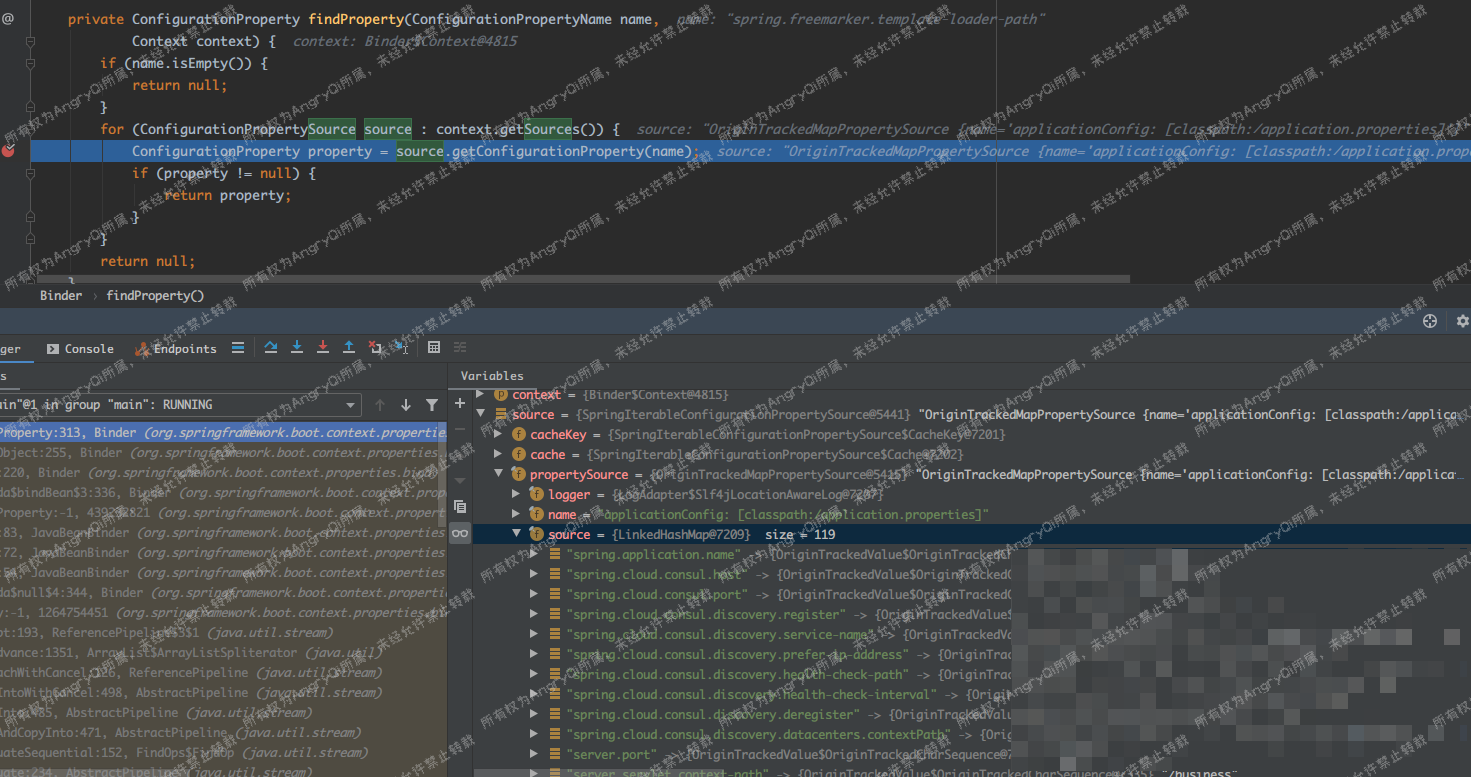 private ConfigurationProperty findProperty(ConfigurationPropertyName name, name: "spring.freemarker.template-loader-path"
Context context) { context: Binder$Context@4815
if (name.isEmpty()) {
return null;
}
for (ConfigurationPropertySource source : context.getSources()) { source: "OriginTrackedMapPropertySource {name='applicationConfig: [classpath:/application.properties]'
ConfigurationProperty property = source.getConfigurationProperty(name); source: "OriginTrackedMapPropertySource {name='applicationConfig: [classpath:/application.prope
if (property != null) {
return property;
}
}
return null;
}
Binder › findProperty()
ger Console Endpoints
s Variables
ain"@1 in group "main": RUNNING
Property:313, Binder (org.springframework.boot.context.properties
Object:255, Binder (org.springframework.boot.context.properties.
:220, Binder (org.springframework.boot.context.properties.bind)
da$bindBean$3:336, Binder (org.springframework.boot.context.prop
Property:-1, 439292821 (org.springframework.boot.context.properti
:83, JavaBeanBinder (org.springframework.boot.context.properties
:72, JavaBeanBinder (org.springframework.boot.context.properties
:54, JavaBeanBinder (org.springframework.boot.context.properties
da$null$4:344, Binder (org.springframework.boot.context.properti
y:-1, 1264754451 (org.springframework.boot.context.properties.bin
pt:193, ReferencePipeline$3$1 (java.util.stream)
dvance:1351, ArrayList$ArrayListSpliterator (java.util)
achWithCancel:126, ReferencePipeline (java.util.stream)
IntoWithCancel:498, AbstractPipeline (java.util.stream)
Into:485, AbstractPipeline (java.util.stream)
AndCopyInto:471, AbstractPipeline (java.util.stream)
uateSequential:152, FindOps$FindOp (java.util.stream)
uate:234, AbstractPipeline (java.util.stream)
context = {Binder$Context@4815}
source = {SpringIterableConfigurationPropertySource@5441} "OriginTrackedMapPropertySource {name='applicationConfig: [classpath:/applica...
cacheKey = {SpringIterableConfigurationPropertySource$CacheKey@7201}
cache = {SpringIterableConfigurationPropertySource$Cache@7202}
propertySource = {OriginTrackedMapPropertySource@5415} "OriginTrackedMapPropertySource {name='applicationConfig: [classpath:/applica...
logger = {LogAdapter$Slf4jLocationAwareLog@7207}
name = "applicationConfig: [classpath:/application.properties]"
source = {LinkedHashMap@7209} size = 119
"spring.application.name" -> {OriginTrackedValue$OriginTrackedC
"spring.cloud.consul.host" -> {OriginTrackedValue$OriginTracked
"spring.cloud.consul.port" -> {OriginTrackedValue$OriginTrackedC
"spring.cloud.consul.discovery.register" -> {OriginTrackedValue$
"spring.cloud.consul.discovery.service-name" -> {OriginTrackedVa
"spring.cloud.consul.discovery.prefer-ip-address" -> {OriginTrac
"spring.cloud.consul.discovery.health-check-path" -> {OriginTrac
"spring.cloud.consul.discovery.health-check-interval" -> {Origin
"spring.cloud.consul.discovery.deregister" -> {OriginTrackedValu
"spring.cloud.consul.discovery.datacenters.contextPath" -> {Orig
"server.port" -> {OriginTrackedValue$OriginTrackedCharSequence@7
"server.servlet.context-path" -> {OriginTrackedValue$OriginTrackedCharSequence@7335} "/business"
所有权为AngCyQi所属，未经允许禁止转载